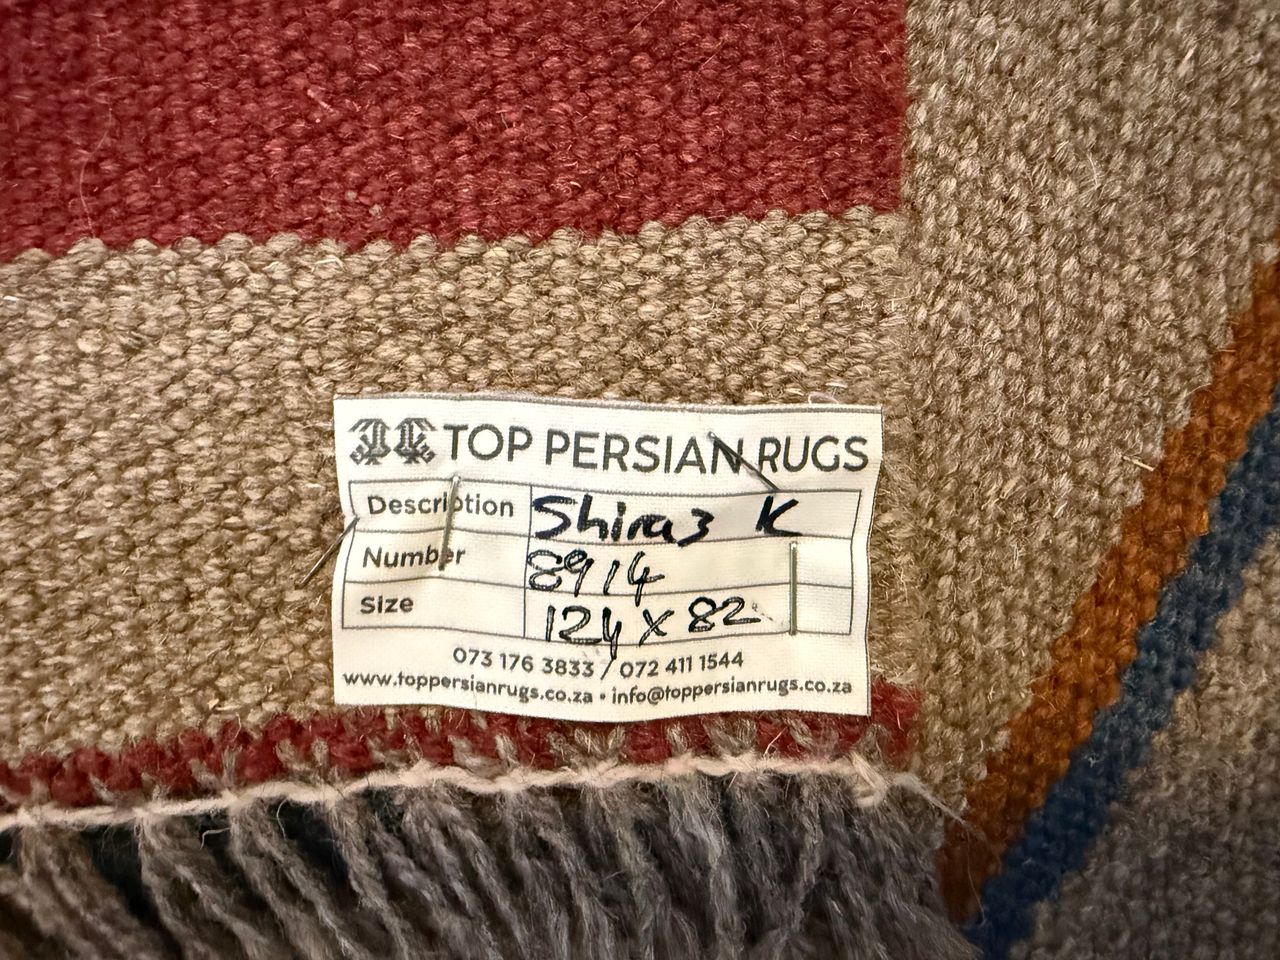 TOP PERSIAN RUGS
Description Shiraz K
Number 8914
Size 124 x 82
073 176 3833 / 072 411 1544
www.toppersianrugs.co.za • info@toppersianrugs.co.za